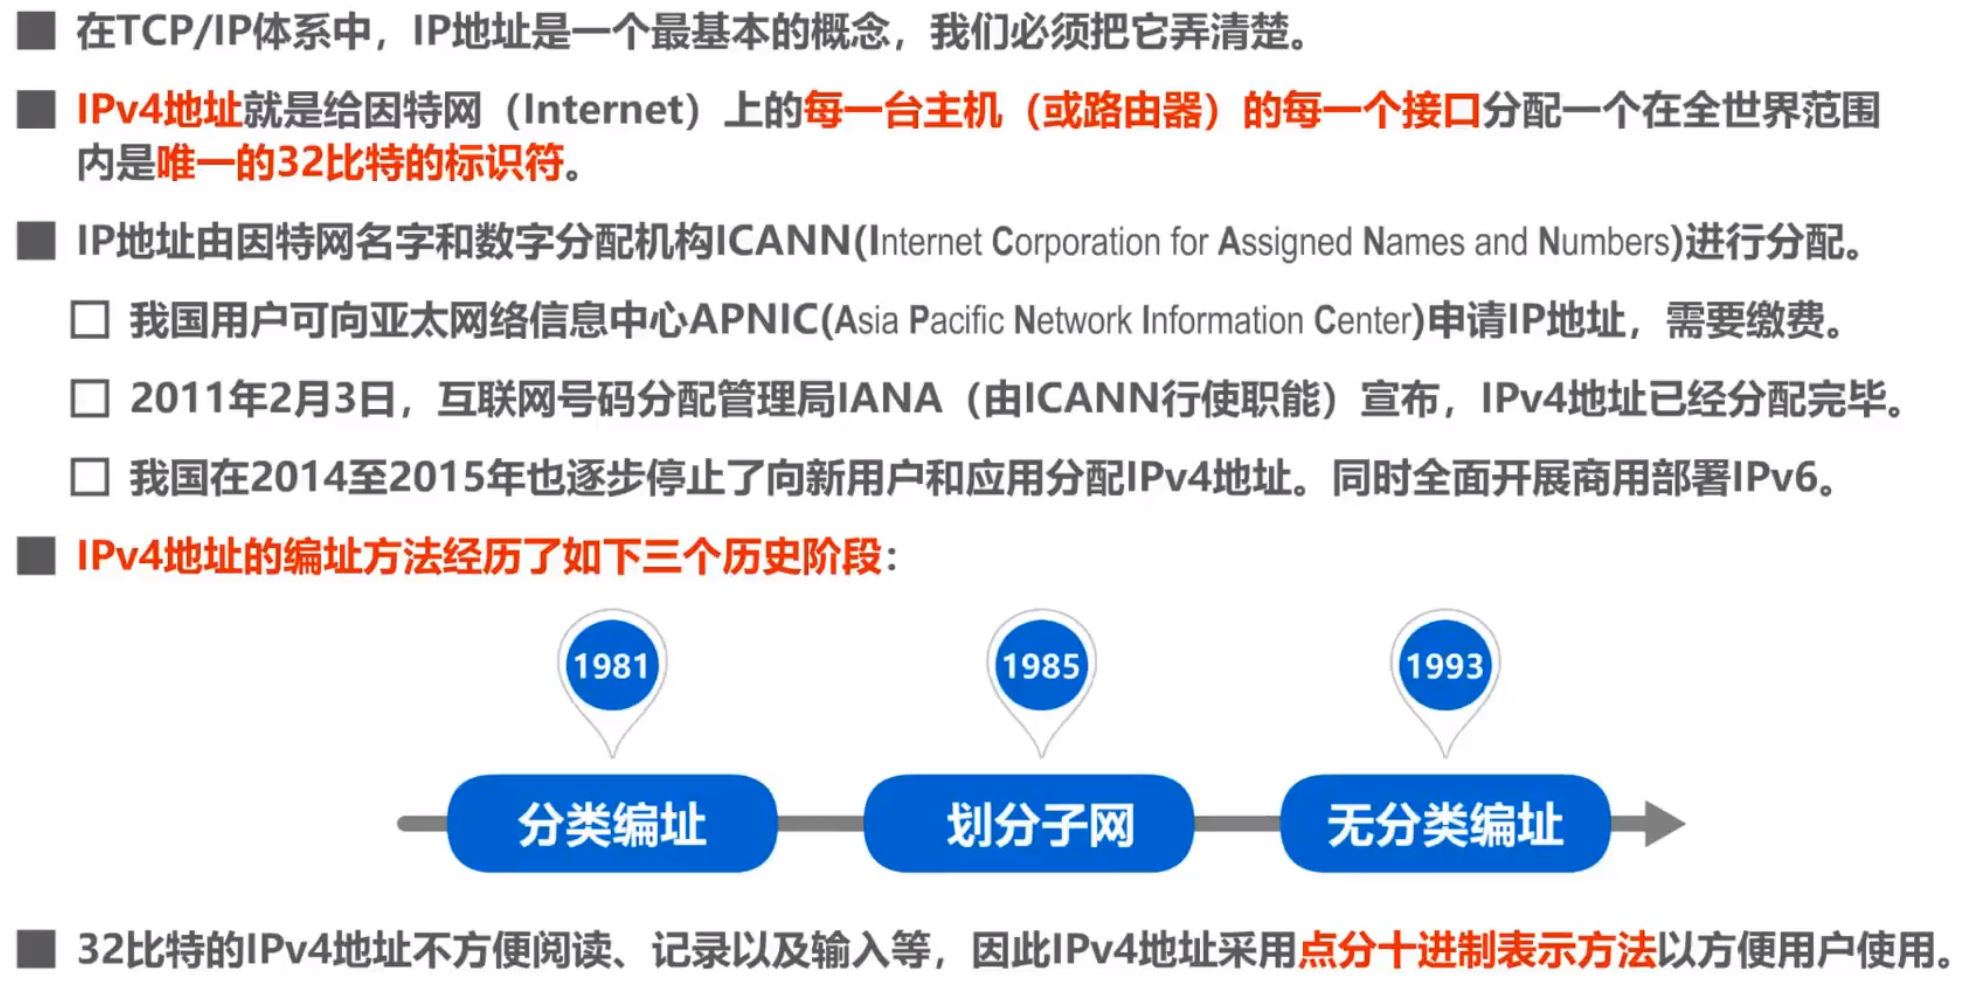 在TCP/IP体系中，IP地址是一个最基本的概念，我们必须把它弄清楚。
IPv4地址就是给因特网（Internet）上的每一台主机（或路由器）的每一个接口分配一个在全世界范围
内是唯一的32比特的标识符。
IP地址由因特网名字和数字分配机构ICANN(Internet Corporation for Assigned Names and Numbers)进行分配。
我国用户可向亚太网络信息中心APNIC(Asia Pacific Network Information Center)申请IP地址，需要缴费。
2011年2月3日，互联网号码分配管理局IANA（由ICANN行使职能）宣布，IPv4地址已经分配完毕。
我国在2014至2015年也逐步停止了向新用户和应用分配IPv4地址。同时全面开展商用部署IPv6。
IPv4地址的编址方法经历了如下三个历史阶段：
1981 1985 1993
分类编址 划分子网 无分类编址
32比特的IPv4地址不方便阅读、记录以及输入等，因此IPv4地址采用点分十进制表示方法以方便用户使用。